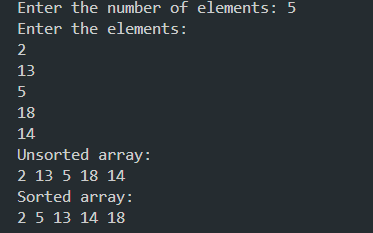 Enter the number of elements: 5
Enter the elements:
2
13
5
18
14
Unsorted array:
2 13 5 18 14
Sorted array:
2 5 13 14 18